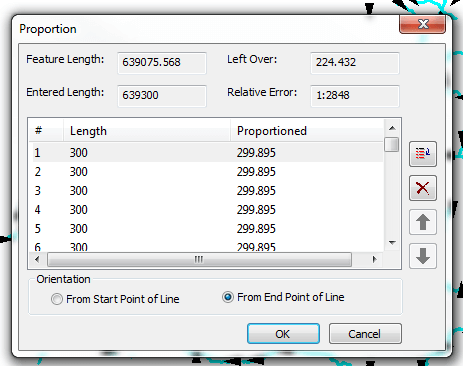 Proportion
Feature Length: 639075.568 Left Over: 224.432
Entered Length: 639300 Relative Error: 1:2848
# Length Proportioned
1 300 299.895
2 300 299.895
3 300 299.895
4 300 299.895
5 300 299.895
6 300 299.895
Orientation
From Start Point of Line From End Point of Line
OK Cancel